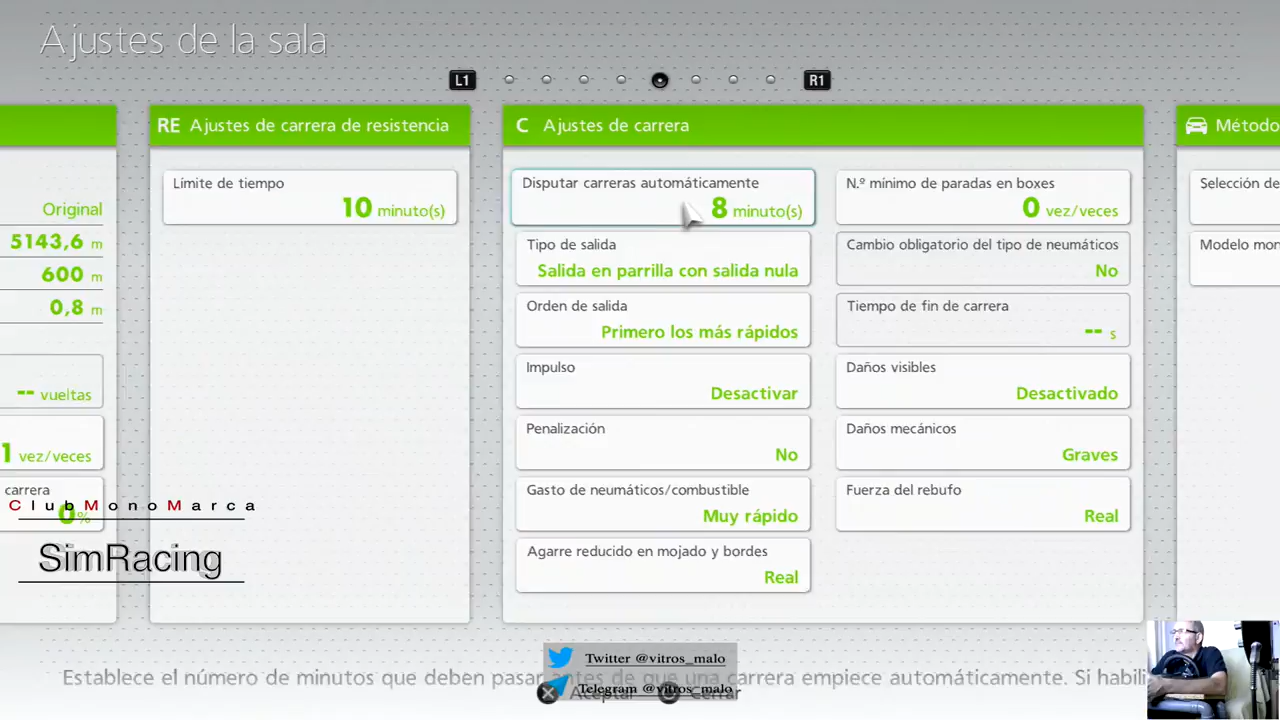 Ajustes de la sala
L1
R1
Original
5143,6 m
600 m
0,8 m
-- vueltas
1 vez/veces
carrera
0%
RE Ajustes de carrera de resistencia
Límite de tiempo
10 minuto(s)
C Ajustes de carrera
Disputar carreras automáticamente
8 minuto(s)
Tipo de salida
Salida en parrilla con salida nula
Orden de salida
Primero los más rápidos
Impulso
Desactivar
Penalización
No
Gasto de neumáticos/combustible
Muy rápido
Agarre reducido en mojado y bordes
Real
N.º mínimo de paradas en boxes
0 vez/veces
Cambio obligatorio del tipo de neumáticos
No
Tiempo de fin de carrera
-- s
Daños visibles
Desactivado
Daños mecánicos
Graves
Fuerza del rebufo
Real
Método
Selección de
Modelo mon
ClubMonoMarca
SimRacing
Twitter @vitros_malo
Establece el número de minutos que deben pasar antes de que una carrera empiece automáticamente. Si habili
Telegram @vitros_malo
Aceptar
Cerrar